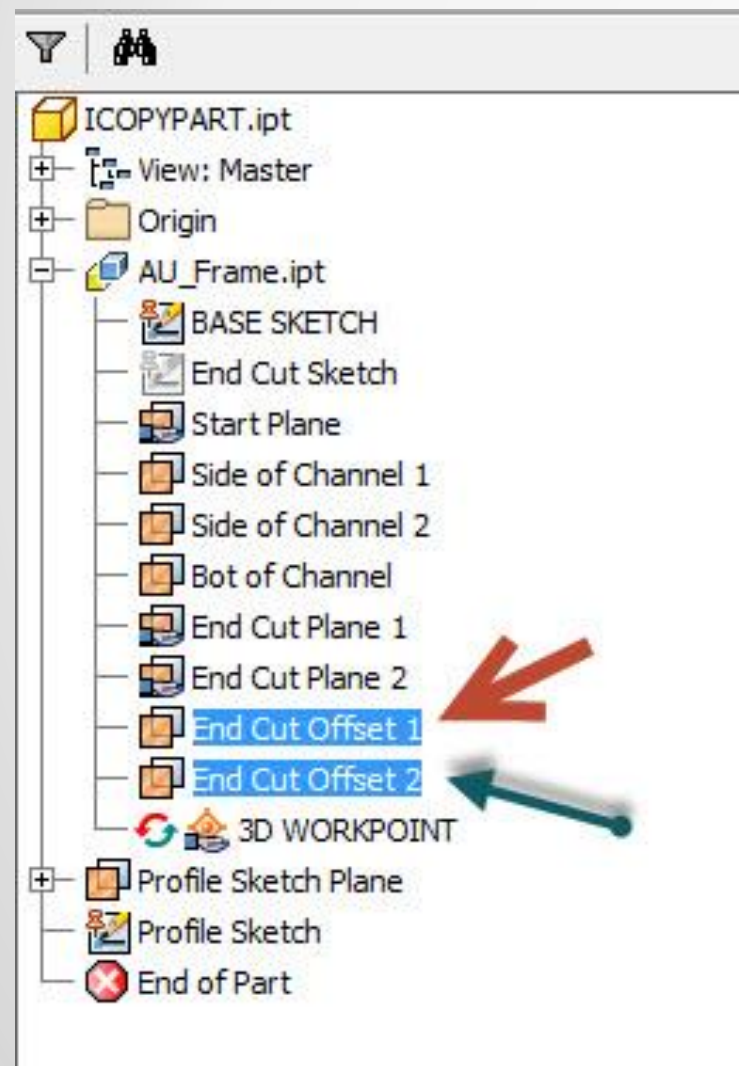 ICOPYPART.ipt
View: Master
Origin
AU_Frame.ipt
BASE SKETCH
End Cut Sketch
Start Plane
Side of Channel 1
Side of Channel 2
Bot of Channel
End Cut Plane 1
End Cut Plane 2
End Cut Offset 1
End Cut Offset 2
3D WORKPOINT
Profile Sketch Plane
Profile Sketch
End of Part